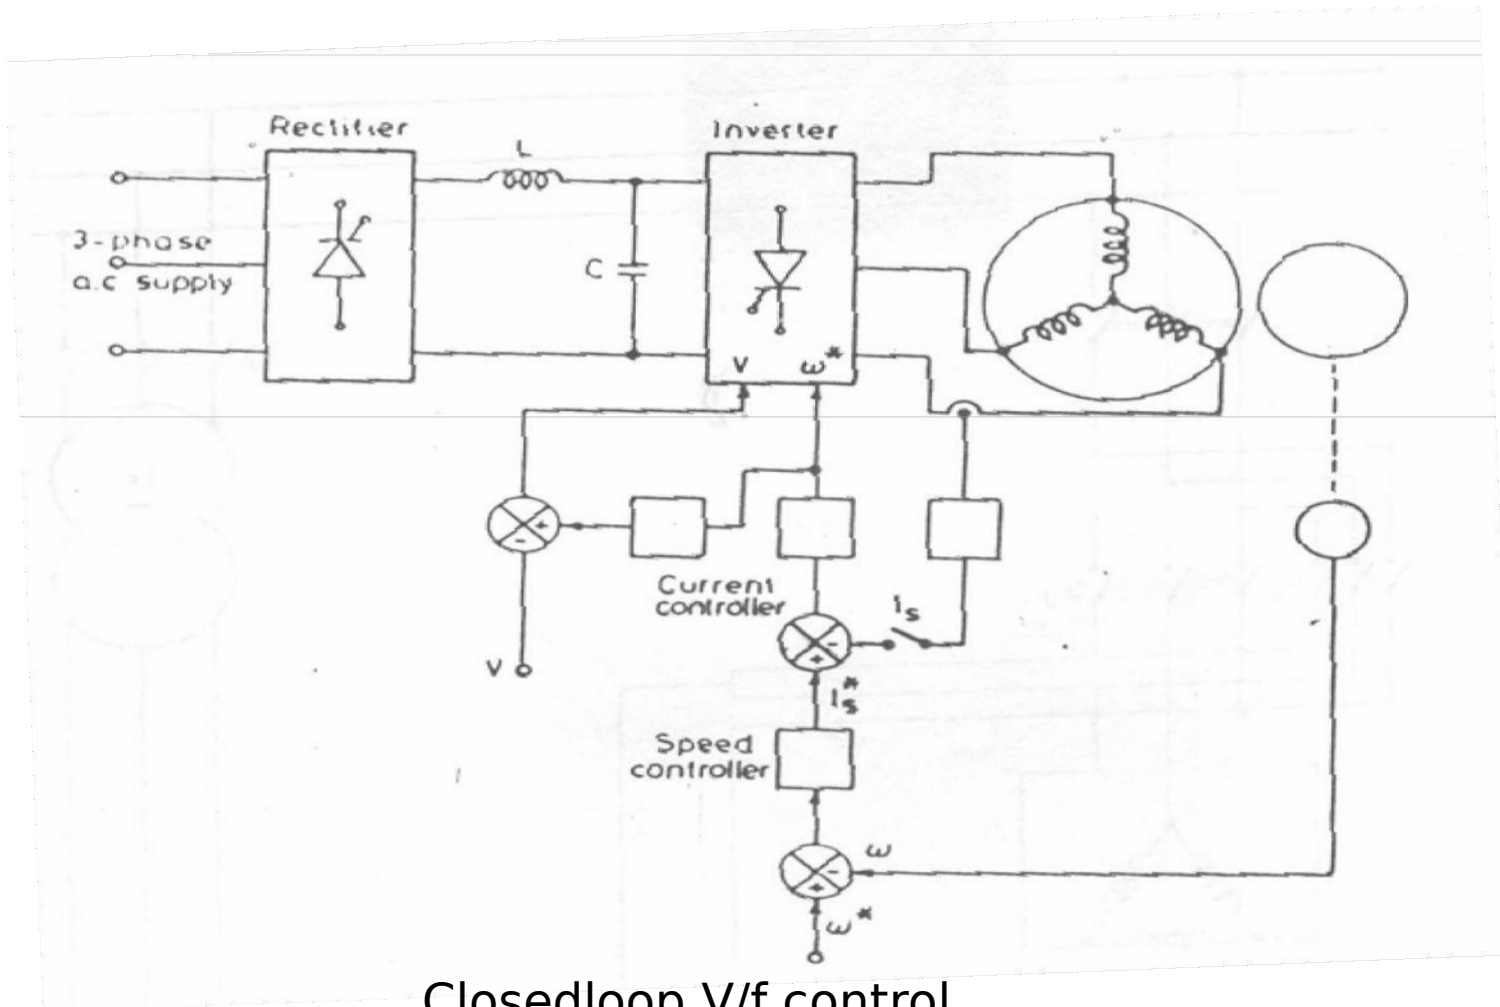 Rectifier
Inverter
L
3-phase
a.c supply
C
V ω*
Current
controller
+
-
is
-
+
V
Is*
Speed
controller
ω
-
+
ω*
Closedloop V/f control